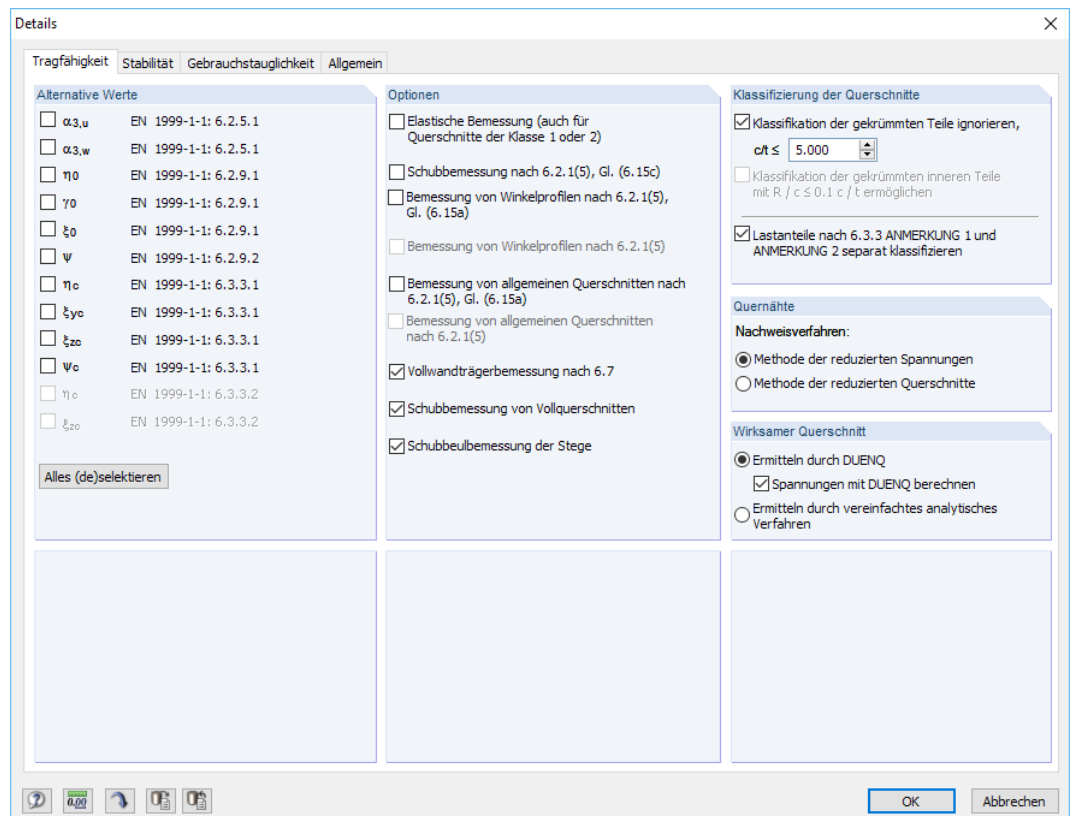 Details
Tragfähigkeit Stabilität Gebrauchstauglichkeit Allgemein
Alternative Werte
α3,u EN 1999-1-1: 6.2.5.1
α3,w EN 1999-1-1: 6.2.5.1
η0 EN 1999-1-1: 6.2.9.1
γ0 EN 1999-1-1: 6.2.9.1
ξ0 EN 1999-1-1: 6.2.9.1
ψ EN 1999-1-1: 6.2.9.2
ηc EN 1999-1-1: 6.3.3.1
ξyc EN 1999-1-1: 6.3.3.1
ξzc EN 1999-1-1: 6.3.3.1
ψc EN 1999-1-1: 6.3.3.1
ηc EN 1999-1-1: 6.3.3.2
ξzc EN 1999-1-1: 6.3.3.2
Alles (de)selektieren
Optionen
Elastische Bemessung (auch für
Querschnitte der Klasse 1 oder 2)
Schubbemessung nach 6.2.1(5), Gl. (6.15c)
Bemessung von Winkelprofilen nach 6.2.1(5),
Gl. (6.15a)
Bemessung von Winkelprofilen nach 6.2.1(5)
Bemessung von allgemeinen Querschnitten nach
6.2.1(5), Gl. (6.15a)
Bemessung von allgemeinen Querschnitten
nach 6.2.1(5)
Vollwandträgerbemessung nach 6.7
Schubbemessung von Vollquerschnitten
Schubbeulbemessung der Stege
Klassifizierung der Querschnitte
Klassifikation der gekrümmten Teile ignorieren,
c/t ≤ 5.000
Klassifikation der gekrümmten inneren Teile
mit R / c ≤ 0.1 c / t ermöglichen
Lastanteile nach 6.3.3 ANMERKUNG 1 und
ANMERKUNG 2 separat klassifizieren
Quernähte
Nachweisverfahren:
Methode der reduzierten Spannungen
Methode der reduzierten Querschnitte
Wirksamer Querschnitt
Ermitteln durch DUENQ
Spannungen mit DUENQ berechnen
Ermitteln durch vereinfachtes analytisches
Verfahren
0.00
OK Abbrechen